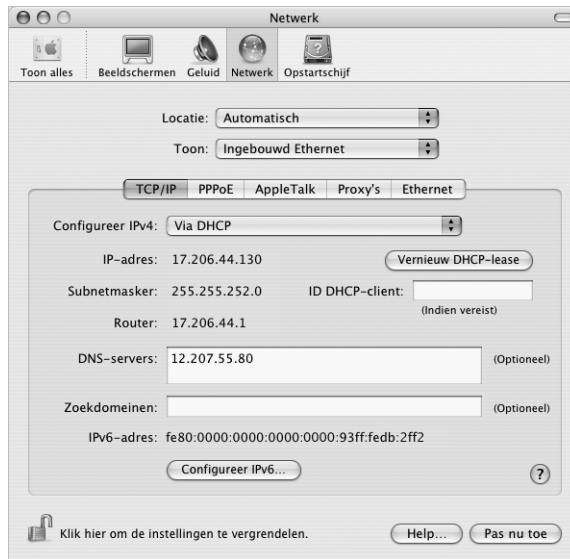 Netwerk
Toon alles Beeldschermen Geluid Netwerk Opstartschijf
Locatie: Automatisch
Toon: Ingebouwd Ethernet
TCP/IP PPPoE AppleTalk Proxy's Ethernet
Configureer IPv4: Via DHCP
IP-adres: 17.206.44.130 Vernieuw DHCP-lease
Subnetmasker: 255.255.252.0 ID DHCP-client:
(Indien vereist)
Router: 17.206.44.1
DNS-servers: 12.207.55.80 (Optioneel)
Zoekdomeinen: (Optioneel)
IPv6-adres: fe80:0000:0000:0000:0000:93ff:fedb:2ff2
Configureer IPv6... ?
Klik hier om de instellingen te vergrendelen. Help... Pas nu toe